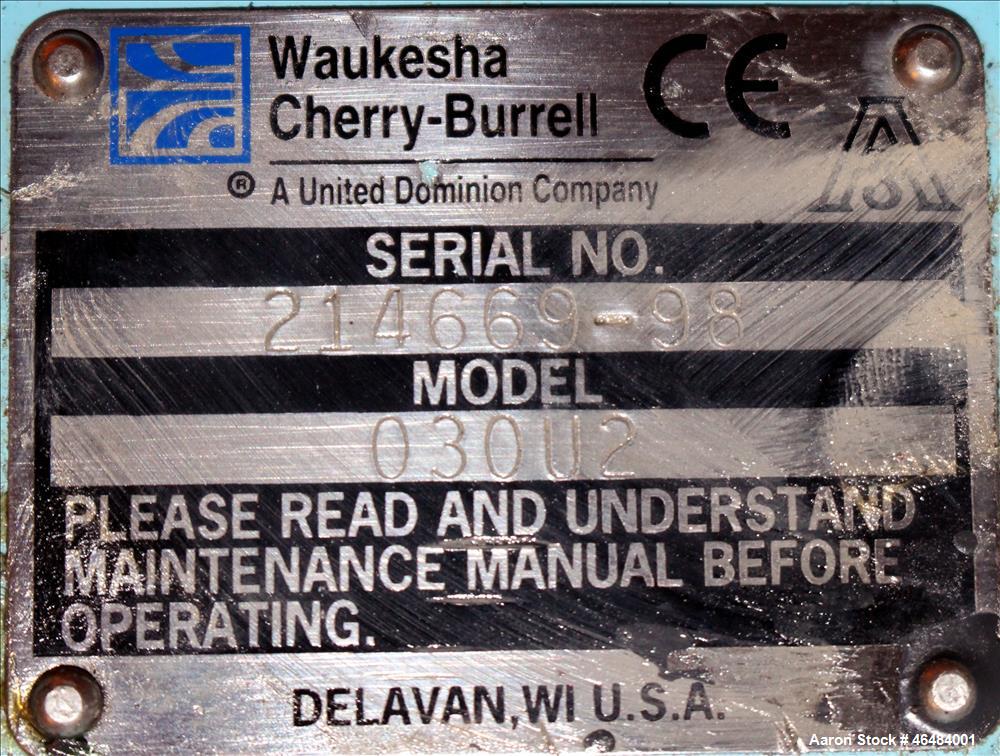 Waukesha
Cherry-Burrell
CE
® A United Dominion Company
SERIAL NO.
214669-98
MODEL
030U2
PLEASE READ AND UNDERSTAND
MAINTENANCE MANUAL BEFORE
OPERATING.
DELAVAN, WI U.S.A.
Aaron Stock # 46484001